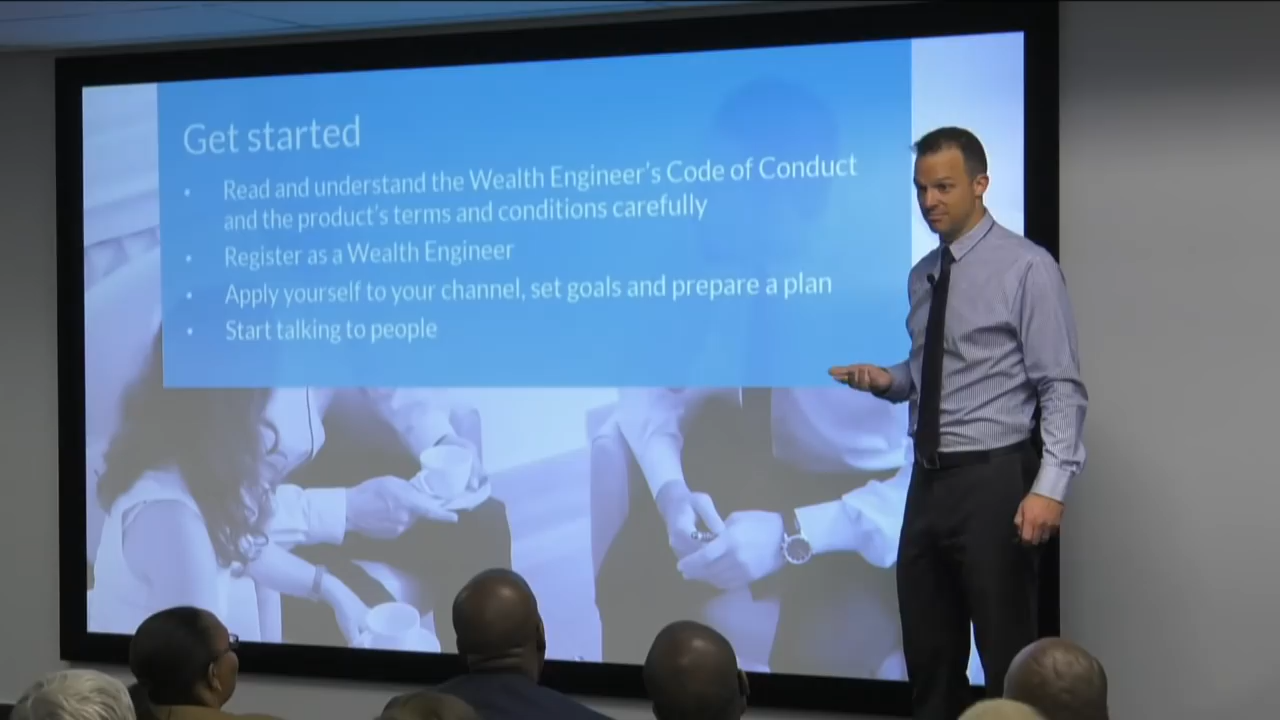 Get started
• Read and understand the Wealth Engineer's Code of Conduct
and the product's terms and conditions carefully
• Register as a Wealth Engineer
• Apply yourself to your channel, set goals and prepare a plan
• Start talking to people